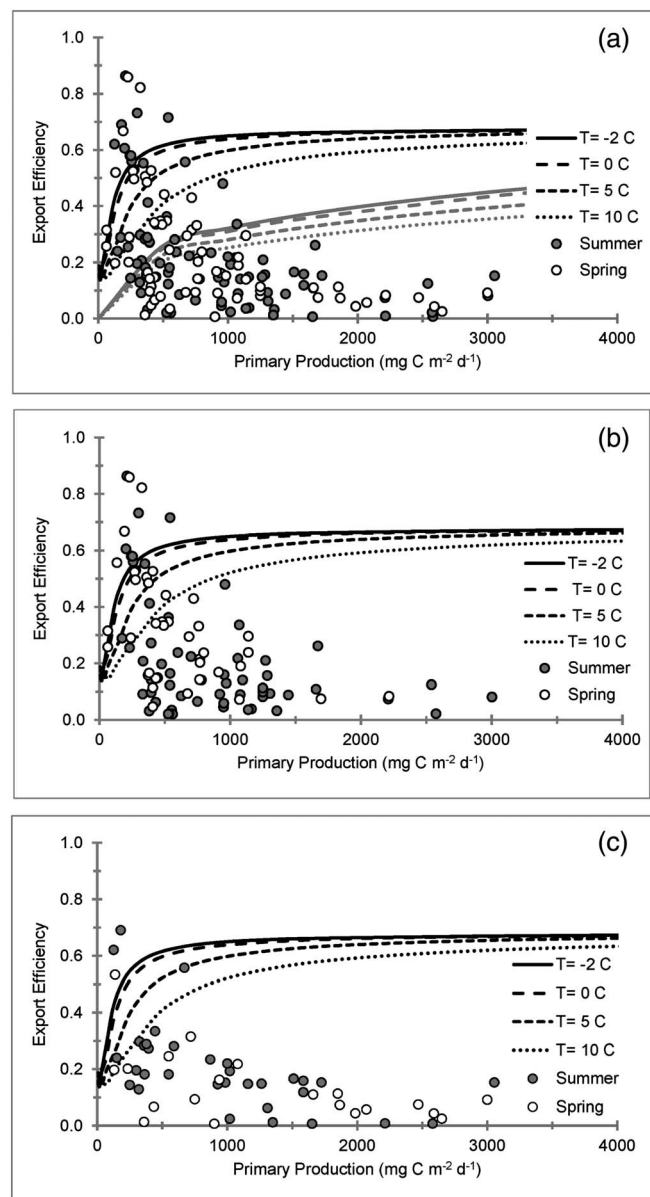 (a)
1.0
0.8
0.6
0.4
0.2
0.0
Export Efficiency
T= -2 C
T= 0 C
T= 5 C
T= 10 C
Summer
Spring
0 1000 2000 3000 4000
Primary Production (mg C m⁻² d⁻¹)
(b)
1.0
0.8
0.6
0.4
0.2
0.0
Export Efficiency
T= -2 C
T= 0 C
T= 5 C
T= 10 C
Summer
Spring
0 1000 2000 3000 4000
Primary Production (mg C m⁻² d⁻¹)
(c)
1.0
0.8
0.6
0.4
0.2
0.0
Export Efficiency
T= -2 C
T= 0 C
T= 5 C
T= 10 C
Summer
Spring
0 1000 2000 3000 4000
Primary Production (mg C m⁻² d⁻¹)